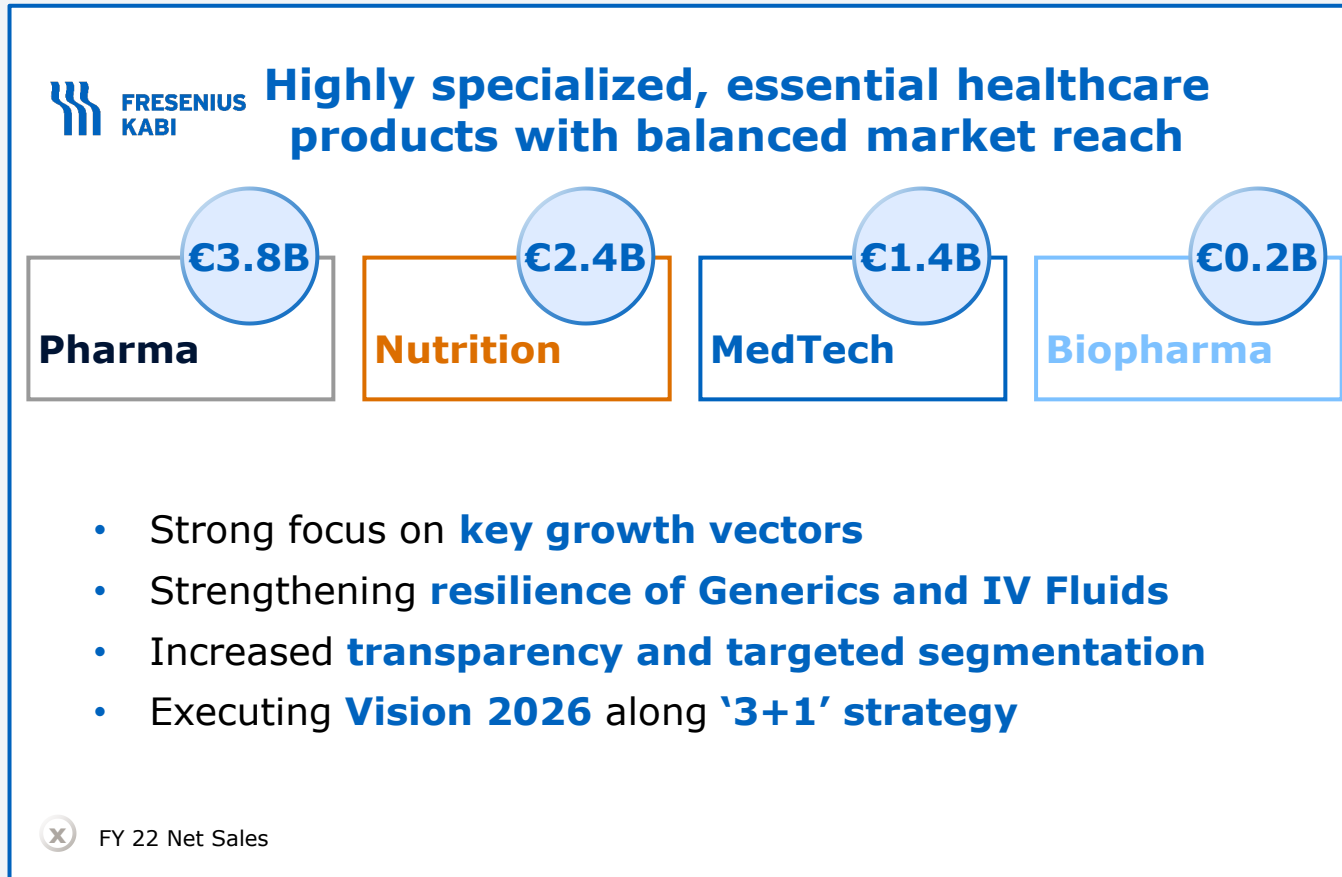 FRESENIUS
KABI
Highly specialized, essential healthcare
products with balanced market reach
€3.8B
€2.4B
€1.4B
€0.2B
Pharma
Nutrition
MedTech
Biopharma
• Strong focus on key growth vectors
• Strengthening resilience of Generics and IV Fluids
• Increased transparency and targeted segmentation
• Executing Vision 2026 along ‘3+1’ strategy
x FY 22 Net Sales